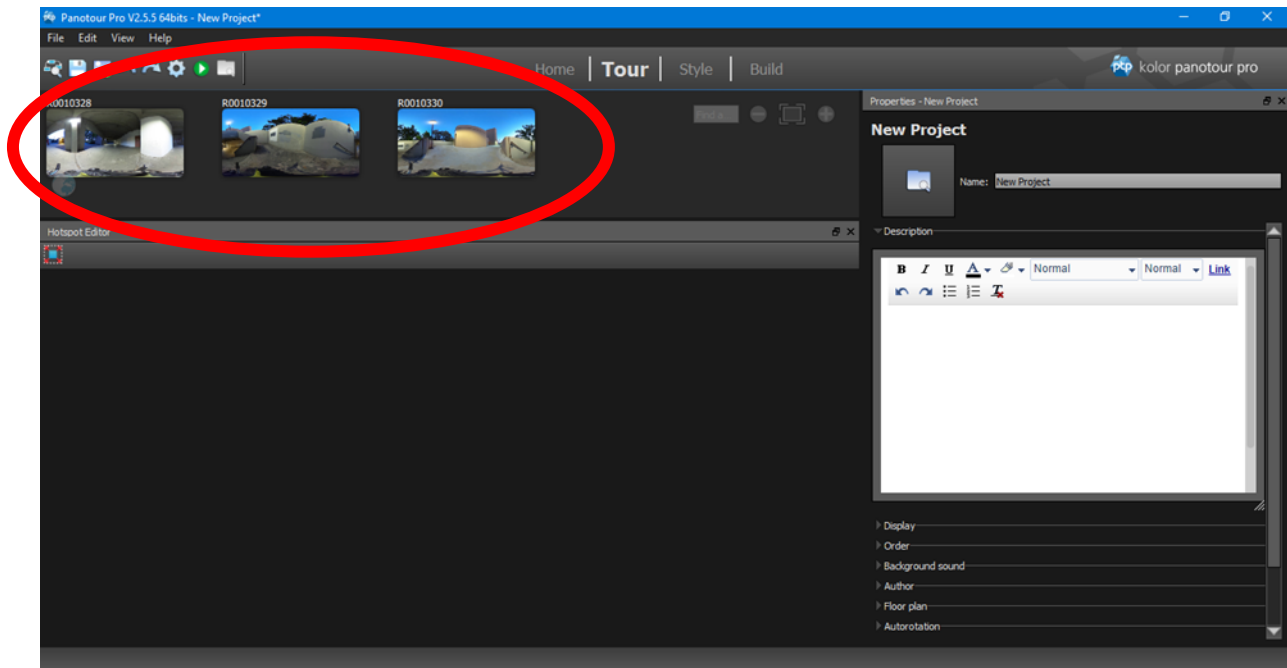 Panotour Pro V2.5.5 64bits - New Project*
File Edit View Help
Home Tour Style Build
kolor panotour pro
R0010328 R0010329 R0010330
Find a...
Properties - New Project
New Project
Name: New Project
Hotspot Editor
Description
B I U A Normal Normal Link
Display
Order
Background sound
Author
Floor plan
Autorotation